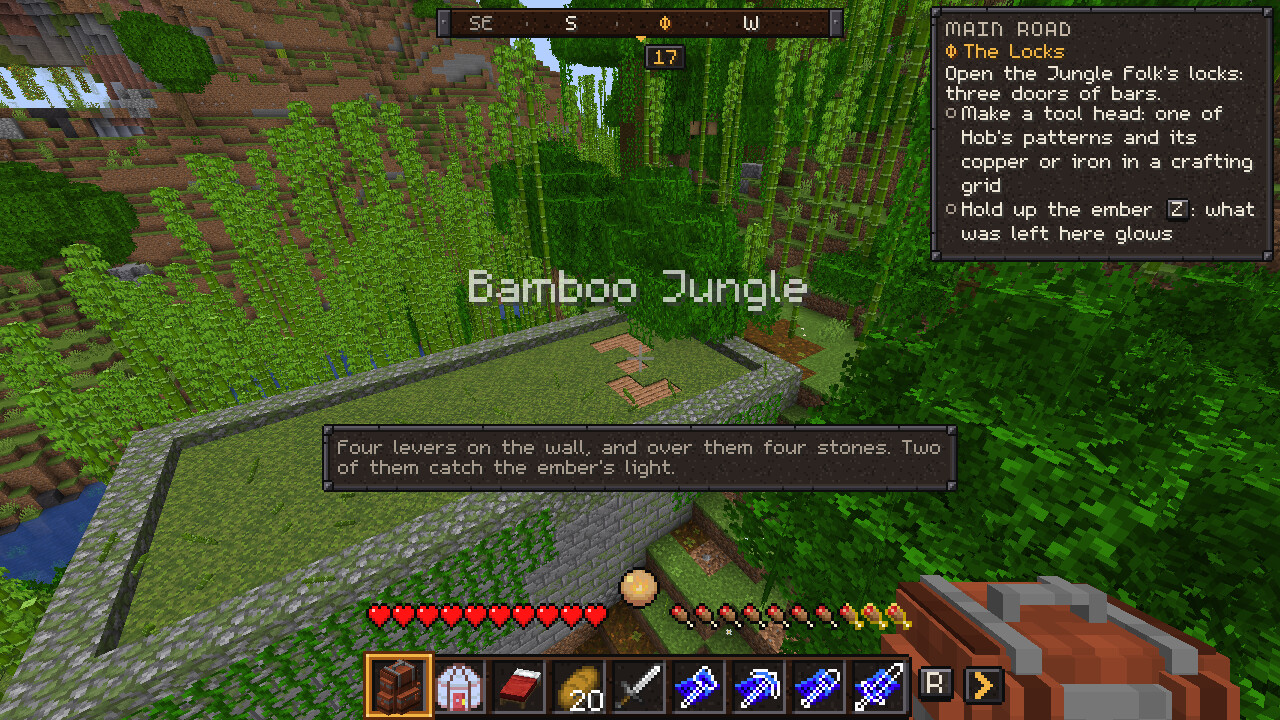 SE S W
17
MAIN ROAD
The Locks
Open the Jungle Folk's locks:
three doors of bars.
Make a tool head: one of
Hob's patterns and its
copper or iron in a crafting
grid
Hold up the ember Z: what
was left here glows
Bamboo Jungle
Four levers on the wall, and over them four stones. Two
of them catch the ember's light.
20
R